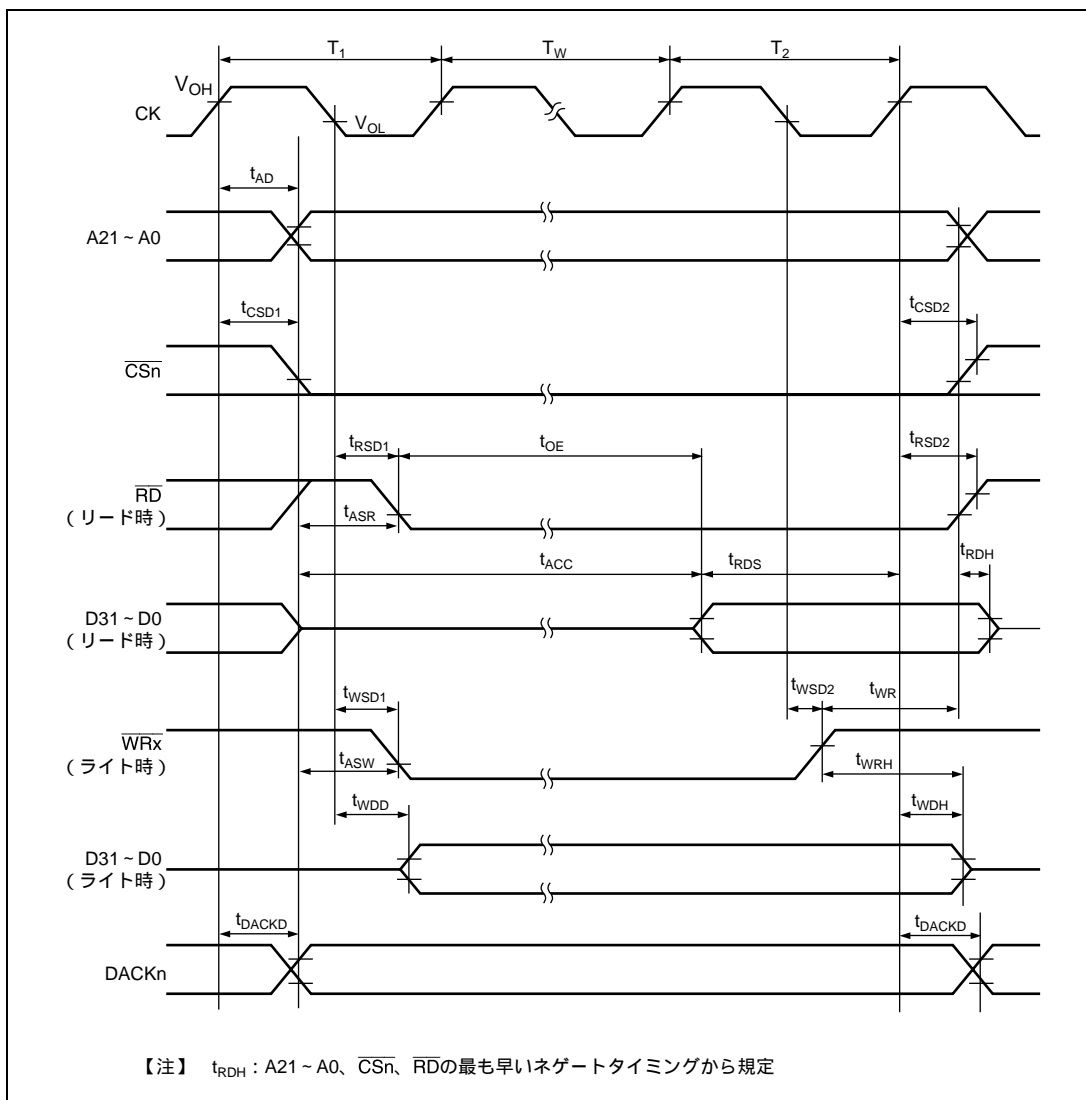 T1 TW T2
VOH
CK
VOL
tAD
A21~A0
tCSD1 tCSD2
CSn
tRSD1 tOE tRSD2
RD
(リード時)
tASR
tACC tRDS tRDH
D31~D0
(リード時)
tWSD1 tWSD2 tWR
WRx
(ライト時)
tASW tWRH
tWDD tWDH
D31~D0
(ライト時)
tDACKD tDACKD
DACKn
【注】 tRDH:A21~A0、CSn、RDの最も早いネゲートタイミングから規定